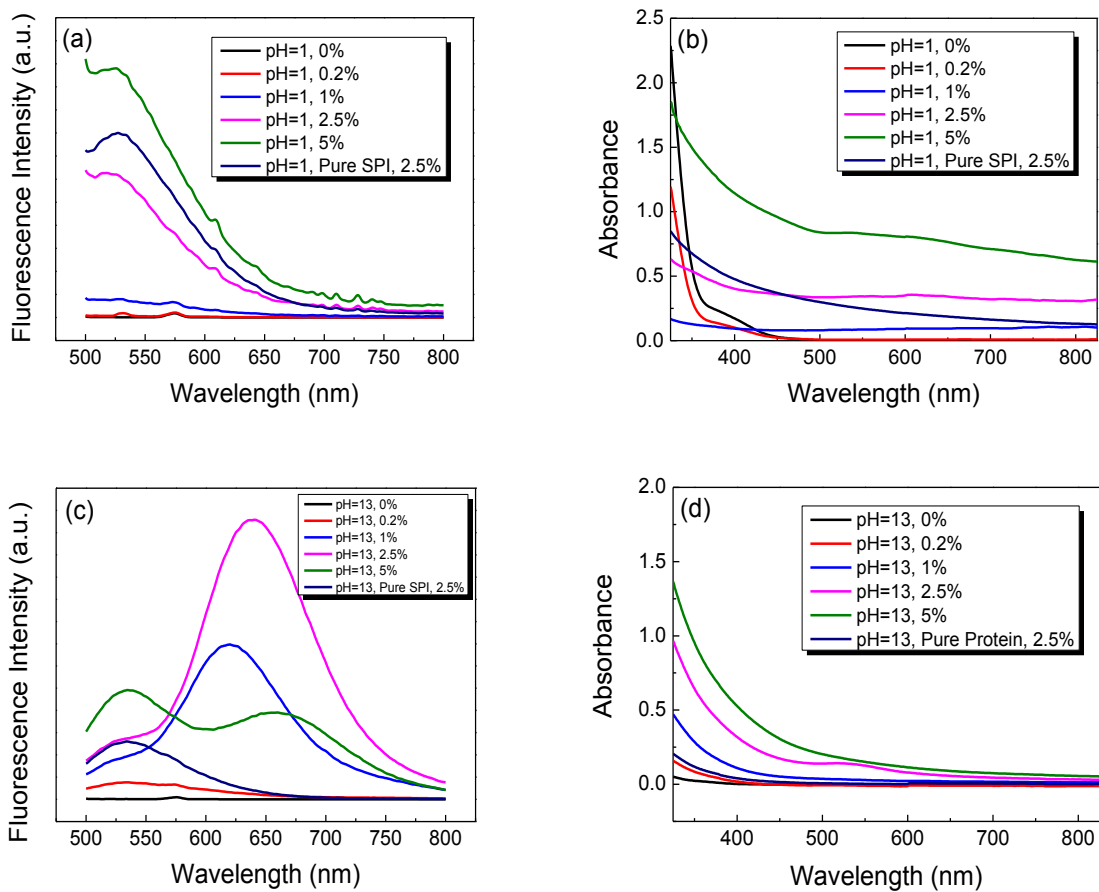 (a)
Fluorescence Intensity (a.u.)
pH=1, 0%
pH=1, 0.2%
pH=1, 1%
pH=1, 2.5%
pH=1, 5%
pH=1, Pure SPI, 2.5%
500 550 600 650 700 750 800
Wavelength (nm)
(b)
Absorbance
2.5
2.0
1.5
1.0
0.5
0.0
pH=1, 0%
pH=1, 0.2%
pH=1, 1%
pH=1, 2.5%
pH=1, 5%
pH=1, Pure SPI, 2.5%
400 500 600 700 800
Wavelength (nm)
(c)
Fluorescence Intensity (a.u.)
pH=13, 0%
pH=13, 0.2%
pH=13, 1%
pH=13, 2.5%
pH=13, 5%
pH=13, Pure SPI, 2.5%
500 550 600 650 700 750 800
Wavelength (nm)
(d)
Absorbance
2.0
1.5
1.0
0.5
0.0
pH=13, 0%
pH=13, 0.2%
pH=13, 1%
pH=13, 2.5%
pH=13, 5%
pH=13, Pure Protein, 2.5%
400 500 600 700 800
Wavelength (nm)